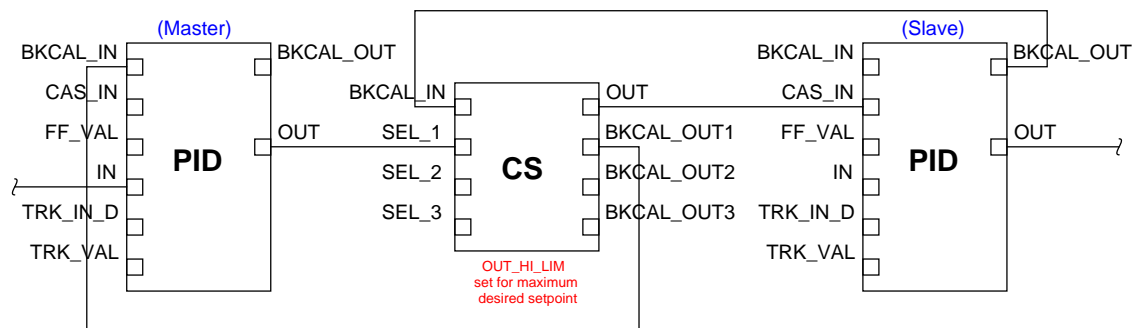 (Master)
BKCAL_IN
BKCAL_OUT
CAS_IN
FF_VAL
OUT
PID
IN
TRK_IN_D
TRK_VAL
BKCAL_IN
OUT
SEL_1
BKCAL_OUT1
CS
SEL_2
BKCAL_OUT2
SEL_3
BKCAL_OUT3
OUT_HI_LIM
set for maximum
desired setpoint
(Slave)
BKCAL_IN
BKCAL_OUT
CAS_IN
FF_VAL
OUT
PID
IN
TRK_IN_D
TRK_VAL